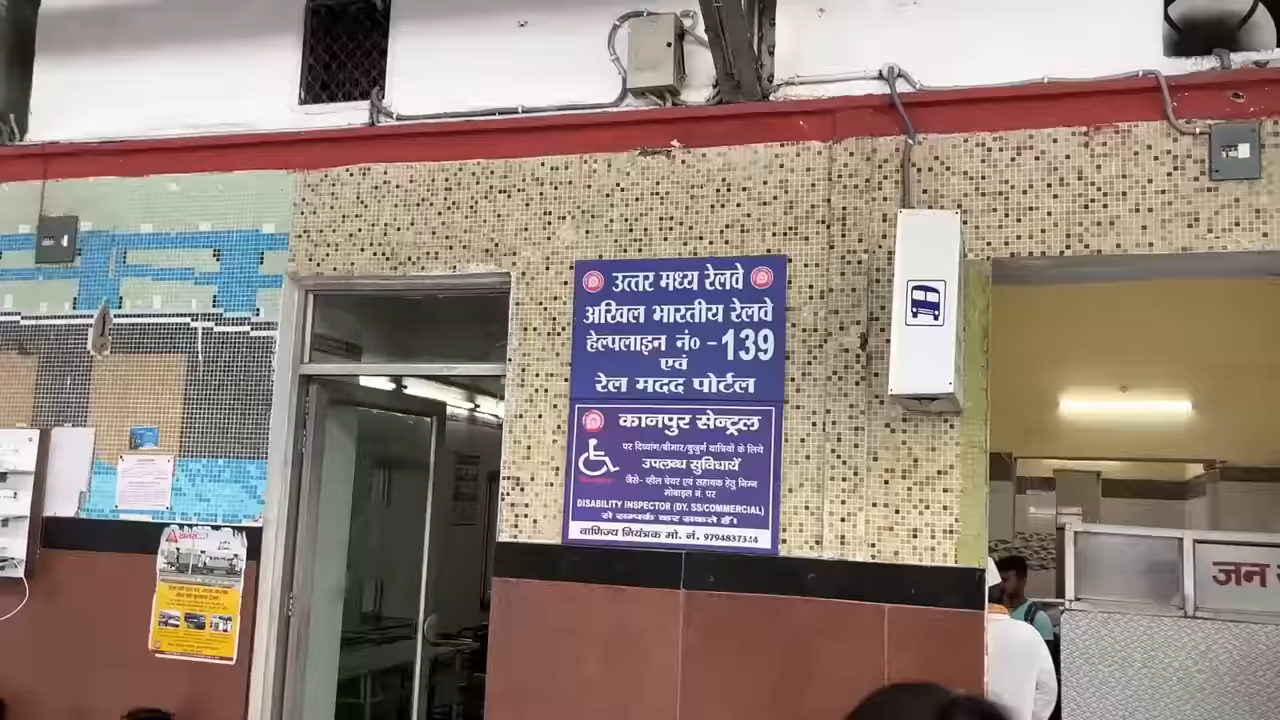 उत्तर मध्य रेलवे
अखिल भारतीय रेलवे
हेल्पलाइन नं० - 139
एवं
रेल मदद पोर्टल
कानपुर सेन्ट्रल
पर दिव्यांग/बीमार/बुजुर्ग यात्रियों के लिये
उपलब्ध सुविधायें
जैसे- व्हील चेयर एवं सहायक हेतु निम्न
मोबाइल नं. पर
DISABILITY INSPECTOR (DY. SS/COMMERCIAL)
से सम्पर्क कर सकते हैं।
वाणिज्य नियंत्रक मो. नं. 9794837344
जन